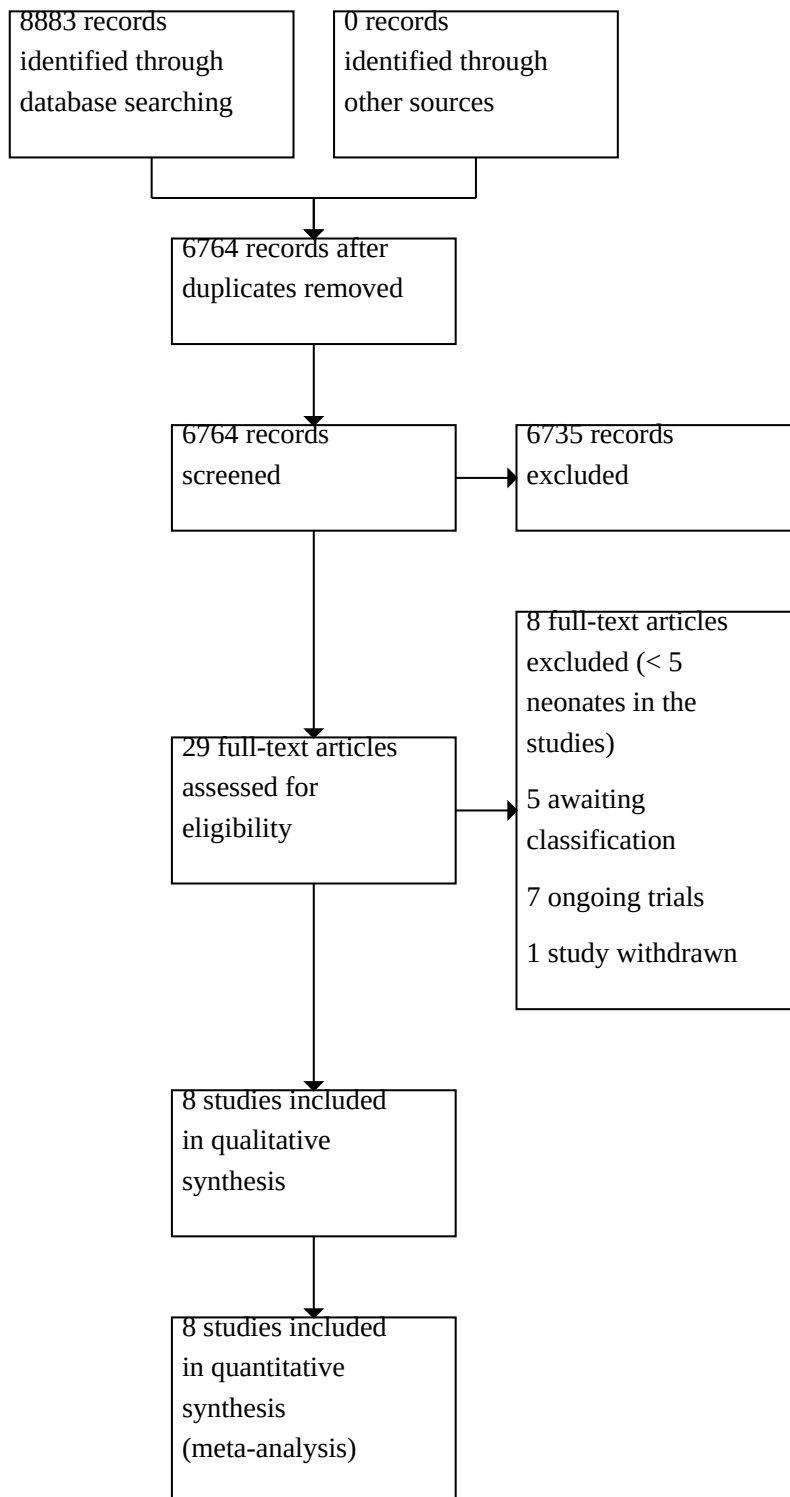 8883 records
identified through
database searching
0 records
identified through
other sources
6764 records after
duplicates removed
6764 records
screened
6735 records
excluded
8 full-text articles
excluded (< 5
neonates in the
studies)
5 awaiting
classification
7 ongoing trials
1 study withdrawn
29 full-text articles
assessed for
eligibility
8 studies included
in qualitative
synthesis
8 studies included
in quantitative
synthesis
(meta-analysis)